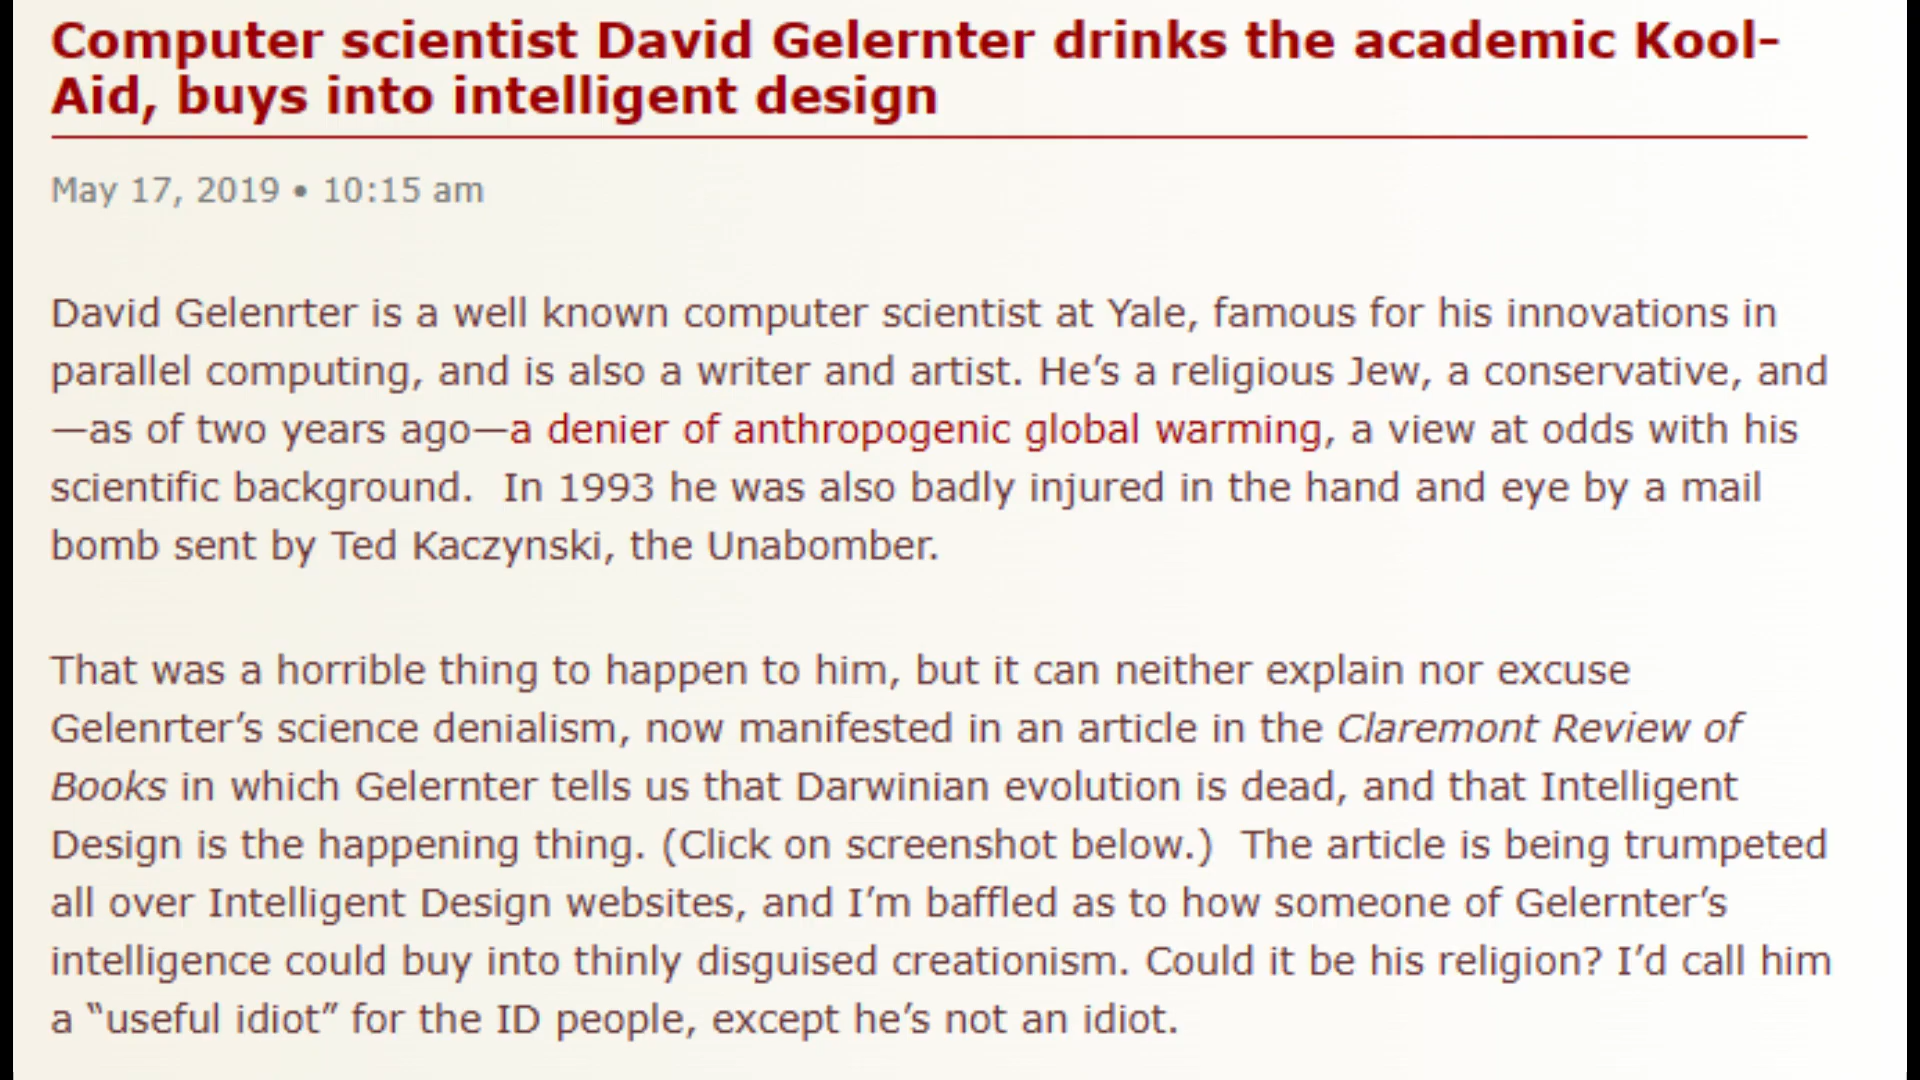 Computer scientist David Gelernter drinks the academic Kool-
Aid, buys into intelligent design
May 17, 2019 • 10:15 am
David Gelenrter is a well known computer scientist at Yale, famous for his innovations in
parallel computing, and is also a writer and artist. He’s a religious Jew, a conservative, and
—as of two years ago—a denier of anthropogenic global warming, a view at odds with his
scientific background.  In 1993 he was also badly injured in the hand and eye by a mail
bomb sent by Ted Kaczynski, the Unabomber.
That was a horrible thing to happen to him, but it can neither explain nor excuse
Gelenrter’s science denialism, now manifested in an article in the Claremont Review of
Books in which Gelernter tells us that Darwinian evolution is dead, and that Intelligent
Design is the happening thing. (Click on screenshot below.)  The article is being trumpeted
all over Intelligent Design websites, and I’m baffled as to how someone of Gelernter’s
intelligence could buy into thinly disguised creationism. Could it be his religion? I’d call him
a “useful idiot” for the ID people, except he’s not an idiot.